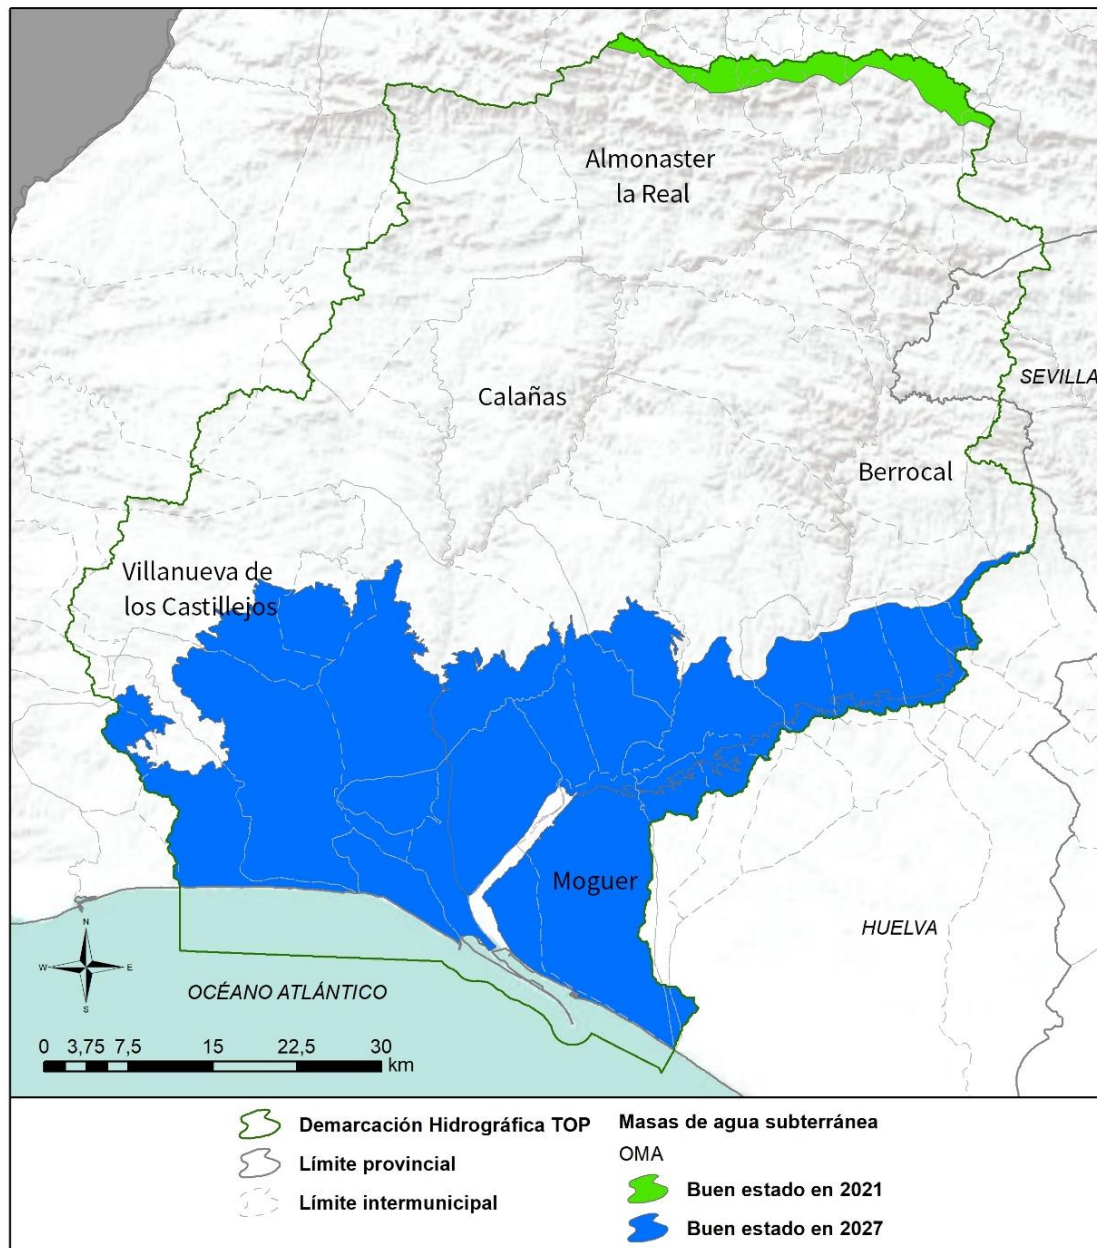 Almonaster
la Real
Calañas
SEVILLA
Berrocal
Villanueva de
los Castillejos
Moguer
HUELVA
N
W
E
S
OCÉANO ATLÁNTICO
0 3,75 7,5 15 22,5 30
km
Demarcación Hidrográfica TOP
Límite provincial
Límite intermunicipal
Masas de agua subterránea
OMA
Buen estado en 2021
Buen estado en 2027